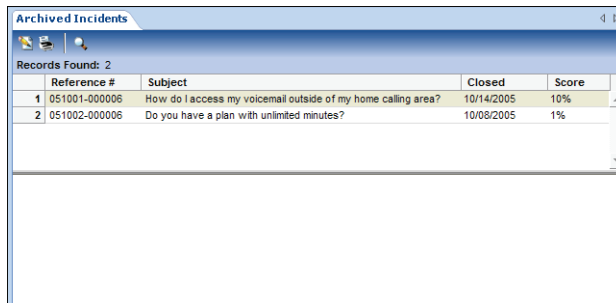 Archived Incidents
Records Found: 2
Reference # Subject Closed Score
1 051001-000006 How do I access my voicemail outside of my home calling area? 10/14/2005 10%
2 051002-000006 Do you have a plan with unlimited minutes? 10/08/2005 1%